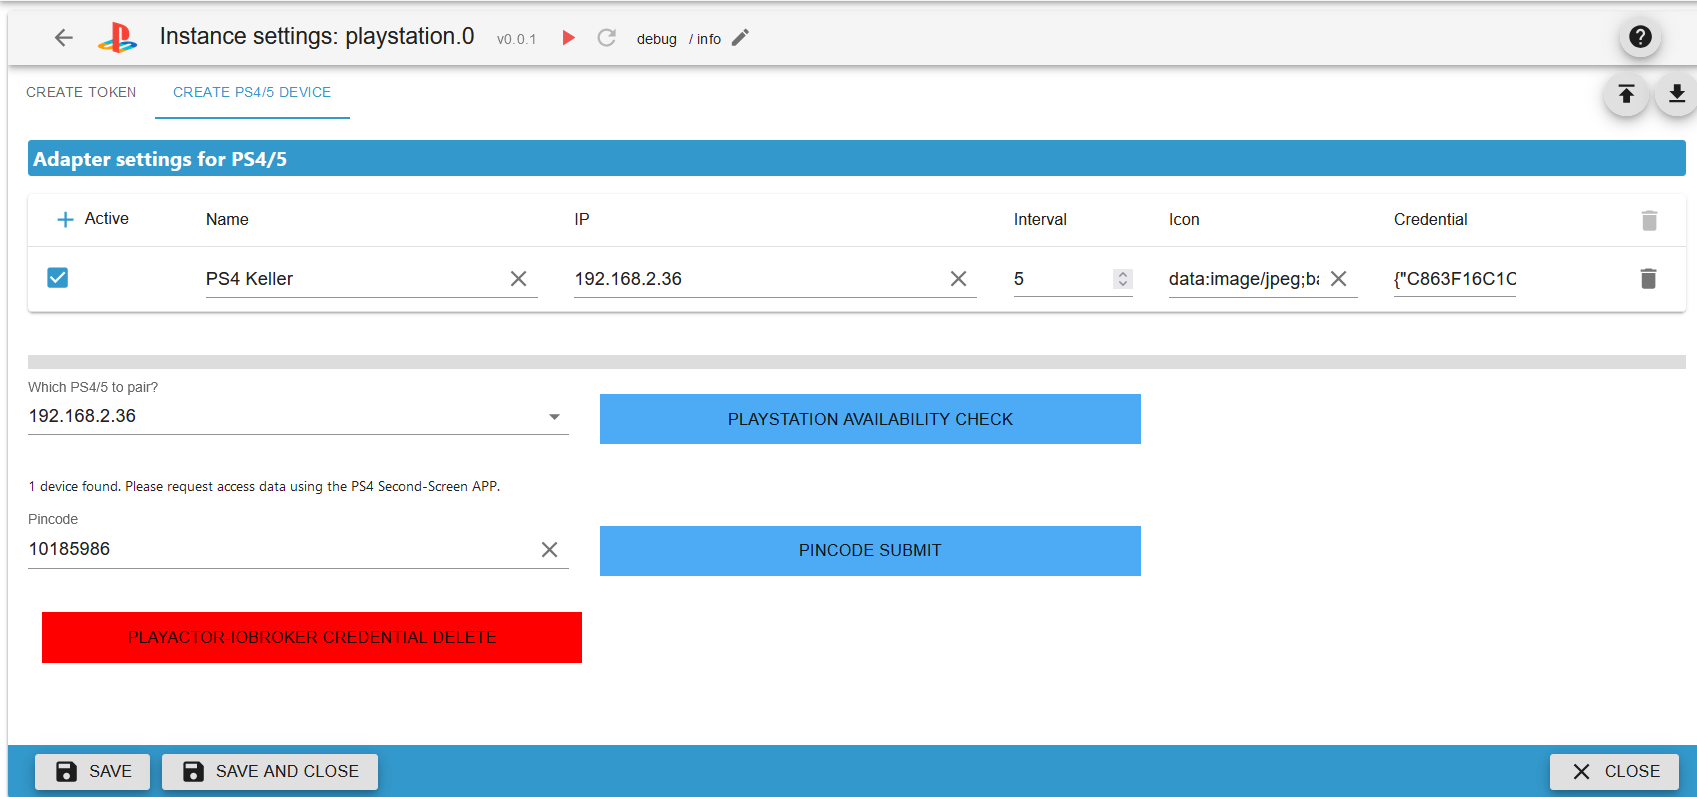 Instance settings: playstation.0 v0.0.1 debug / info
CREATE TOKEN CREATE PS4/5 DEVICE
Adapter settings for PS4/5
Active Name IP Interval Icon Credential
PS4 Keller 192.168.2.36 5 data:image/jpeg;ba {"C863F16C1C
Which PS4/5 to pair?
192.168.2.36
PLAYSTATION AVAILABILITY CHECK
1 device found. Please request access data using the PS4 Second-Screen APP.
Pincode
10185986
PINCODE SUBMIT
PLAYACTOR-IOBROKER CREDENTIAL DELETE
SAVE SAVE AND CLOSE CLOSE